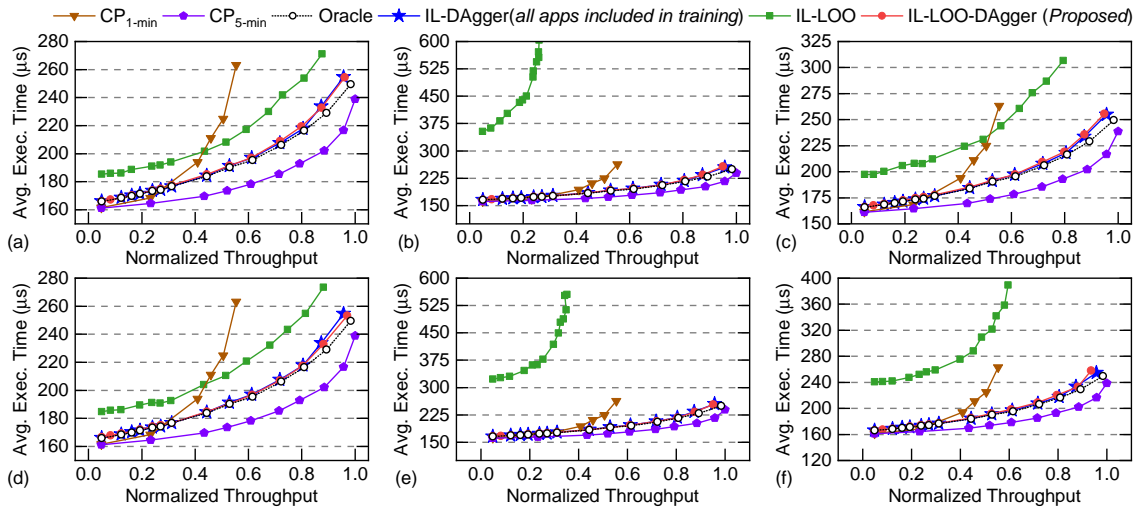 CP1-min CP5-min Oracle IL-DAgger(all apps included in training) IL-LOO IL-LOO-DAgger (Proposed)
280
260
240
220
200
180
160
Avg. Exec. Time (µs)
0.0 0.2 0.4 0.6 0.8 1.0
(a) Normalized Throughput
600
525
450
375
300
225
150
Avg. Exec. Time (µs)
0.0 0.2 0.4 0.6 0.8 1.0
(b) Normalized Throughput
325
300
275
250
225
200
175
150
Avg. Exec. Time (µs)
0.0 0.2 0.4 0.6 0.8 1.0
(c) Normalized Throughput
280
260
240
220
200
180
160
Avg. Exec. Time (µs)
0.0 0.2 0.4 0.6 0.8 1.0
(d) Normalized Throughput
600
525
450
375
300
225
150
Avg. Exec. Time (µs)
0.0 0.2 0.4 0.6 0.8 1.0
(e) Normalized Throughput
400
360
320
280
240
200
160
120
Avg. Exec. Time (µs)
0.0 0.2 0.4 0.6 0.8 1.0
(f) Normalized Throughput